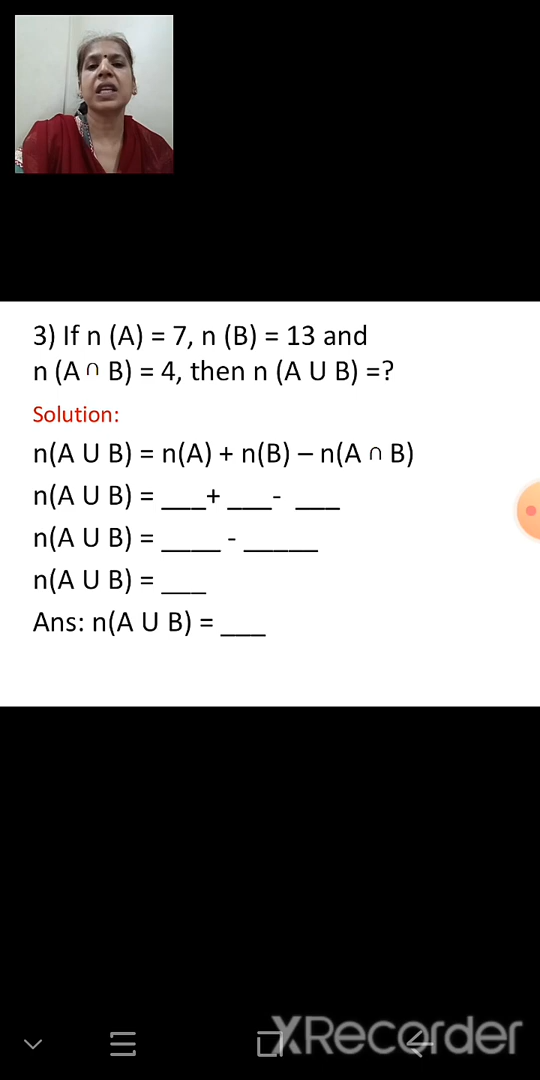 3) If n (A) = 7, n (B) = 13 and
n (A ∩ B) = 4, then n (A U B) =?
Solution:
n(A U B) = n(A) + n(B) – n(A ∩ B)
n(A U B) = ___+ ___- ___
n(A U B) = ____ - _____
n(A U B) = ___
Ans: n(A U B) = ___
XRecorder